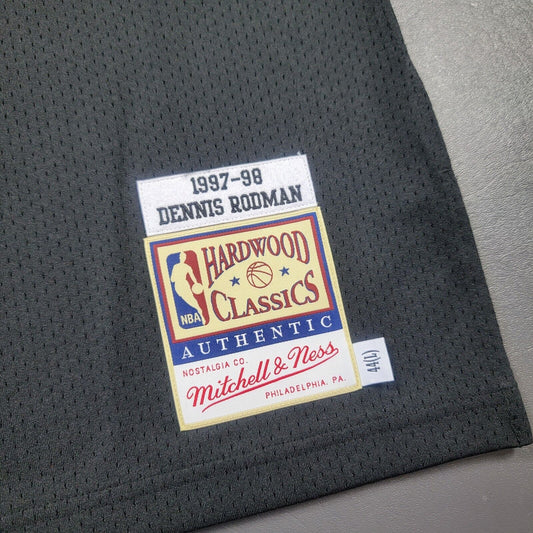 1997-98
DENNIS RODMAN
HARDWOOD
CLASSICS
NBA
AUTHENTIC
NOSTALGIA CO.
Mitchell & Ness
PHILADELPHIA, PA.
44(L)